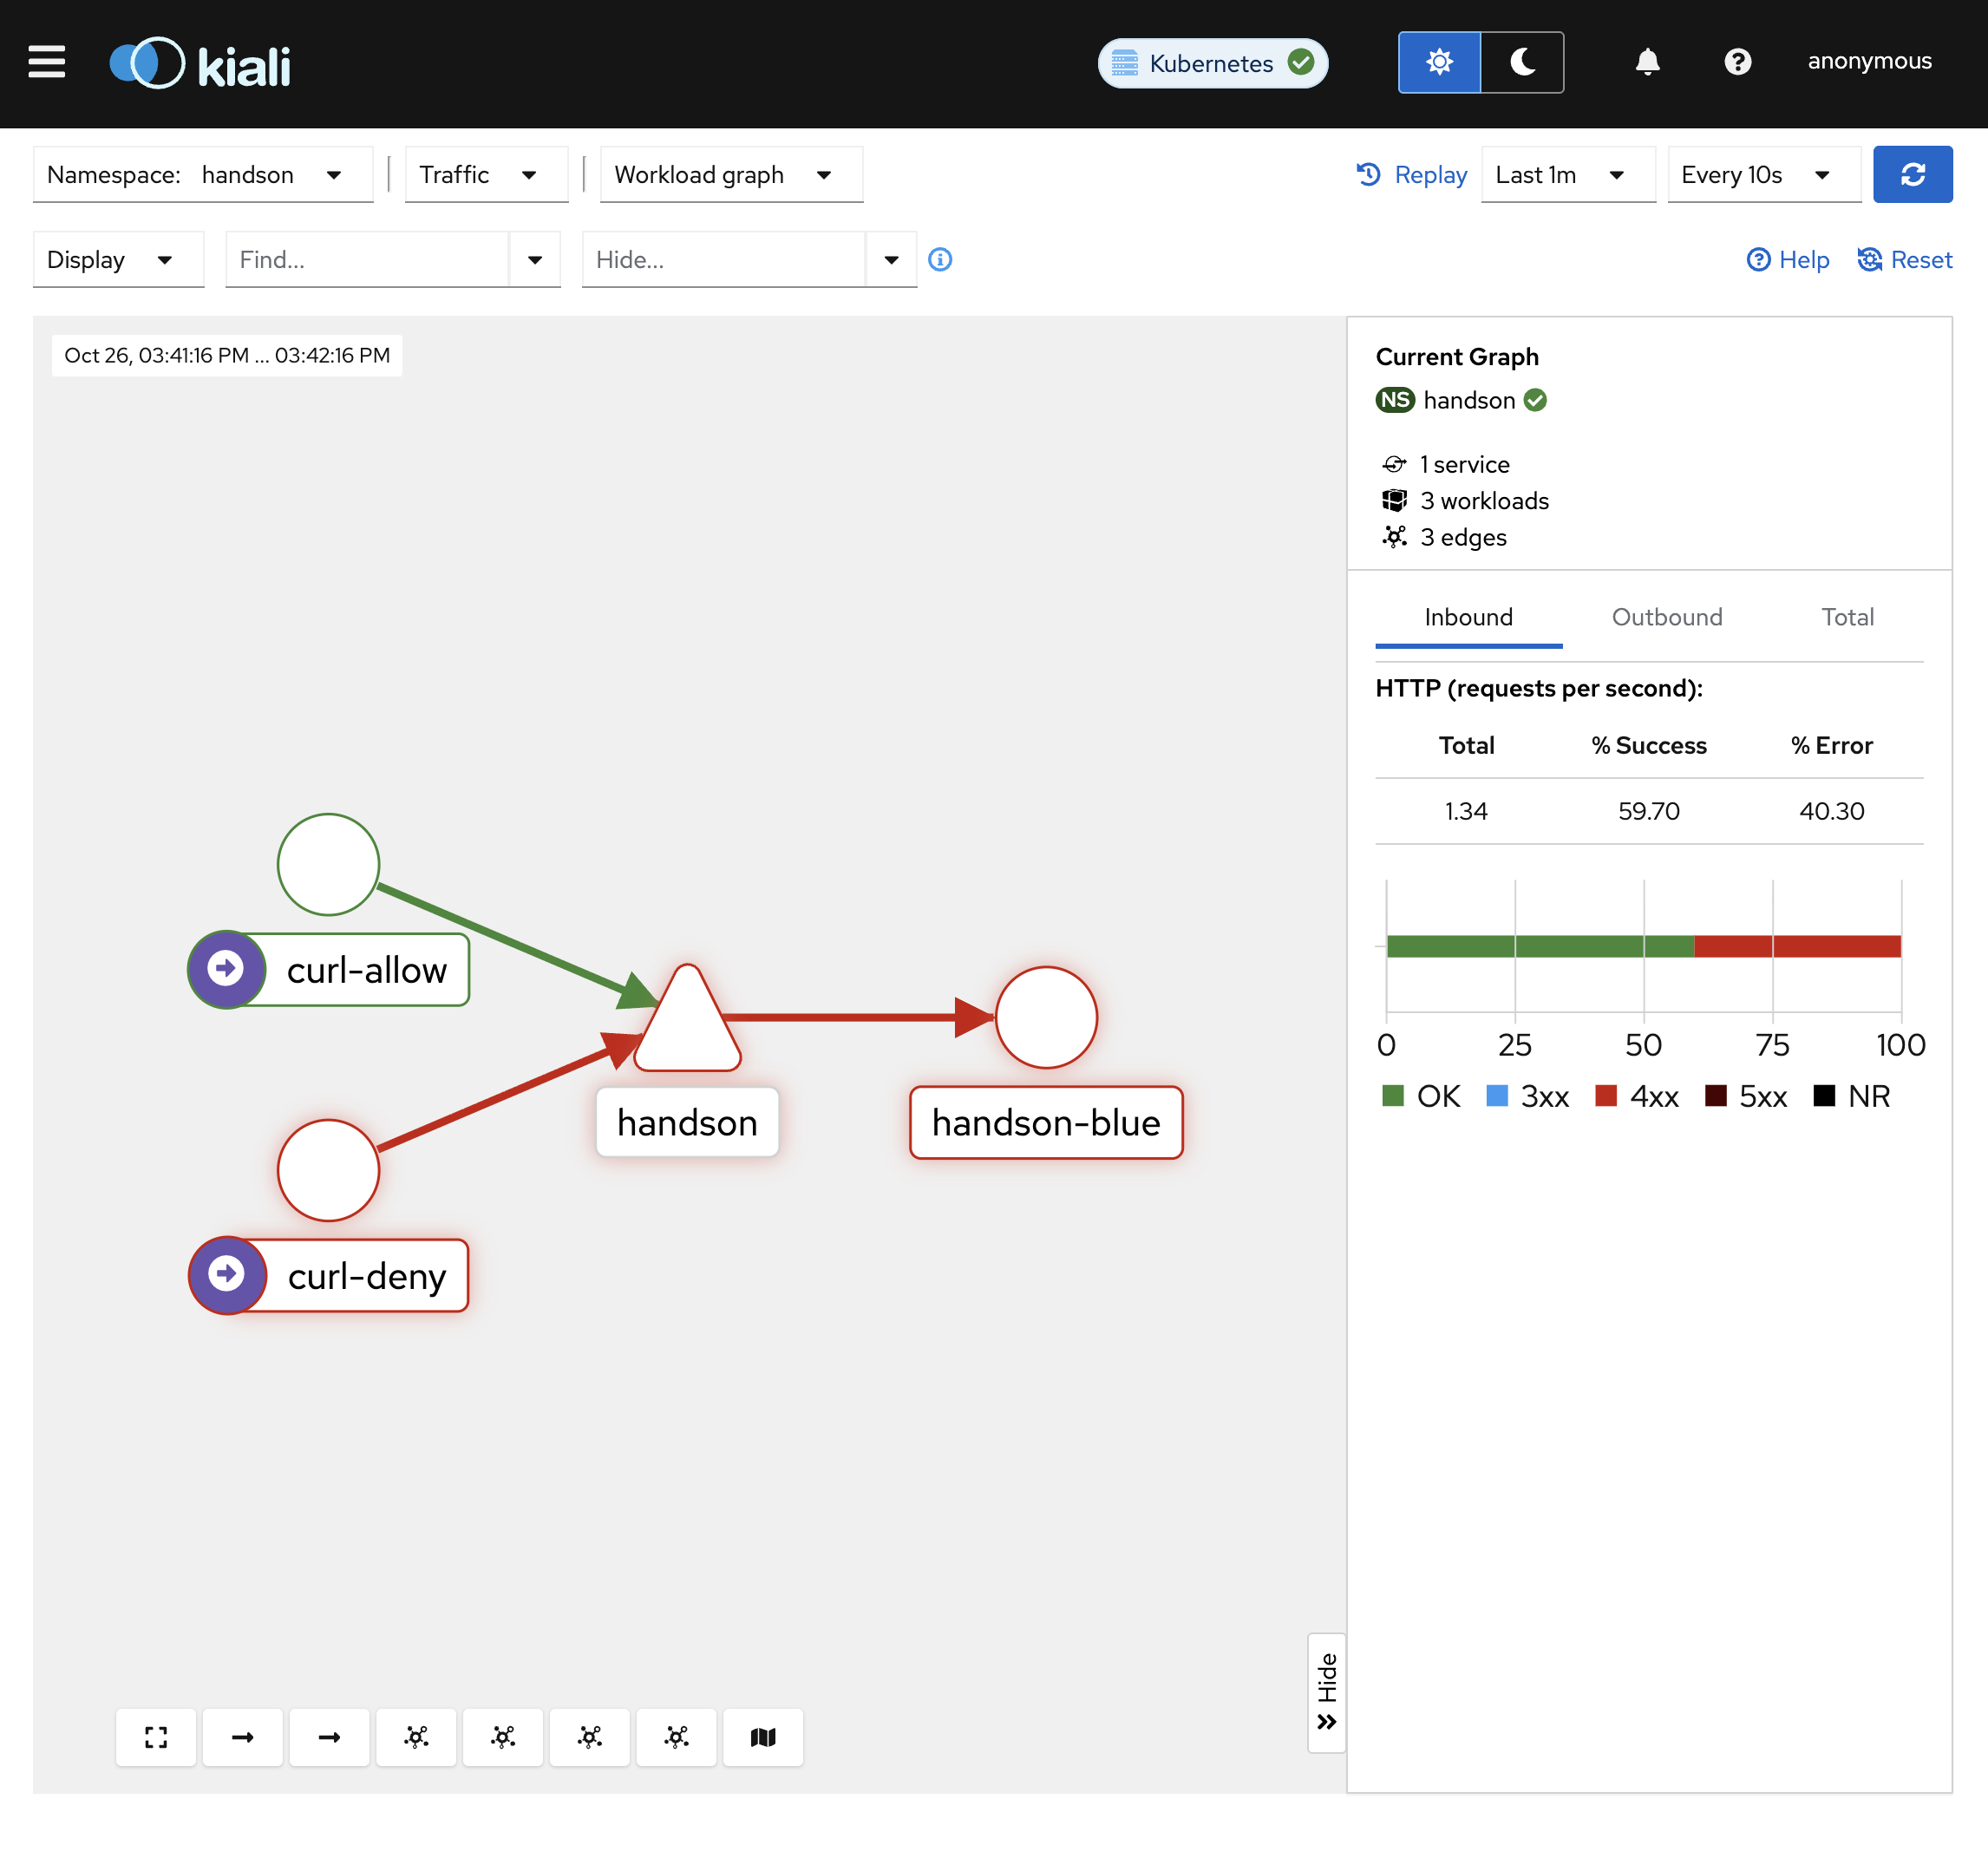 kiali
Kubernetes
anonymous
Namespace: handson
Traffic
Workload graph
Replay
Last 1m
Every 10s
Display
Find...
Hide...
Help
Reset
Oct 26, 03:41:16 PM ... 03:42:16 PM
curl-allow
curl-deny
handson
handson-blue
Hide
Current Graph
NS handson
1 service
3 workloads
3 edges
Inbound Outbound Total
HTTP (requests per second):
Total % Success % Error
1.34 59.70 40.30
0 25 50 75 100
OK 3xx 4xx 5xx NR